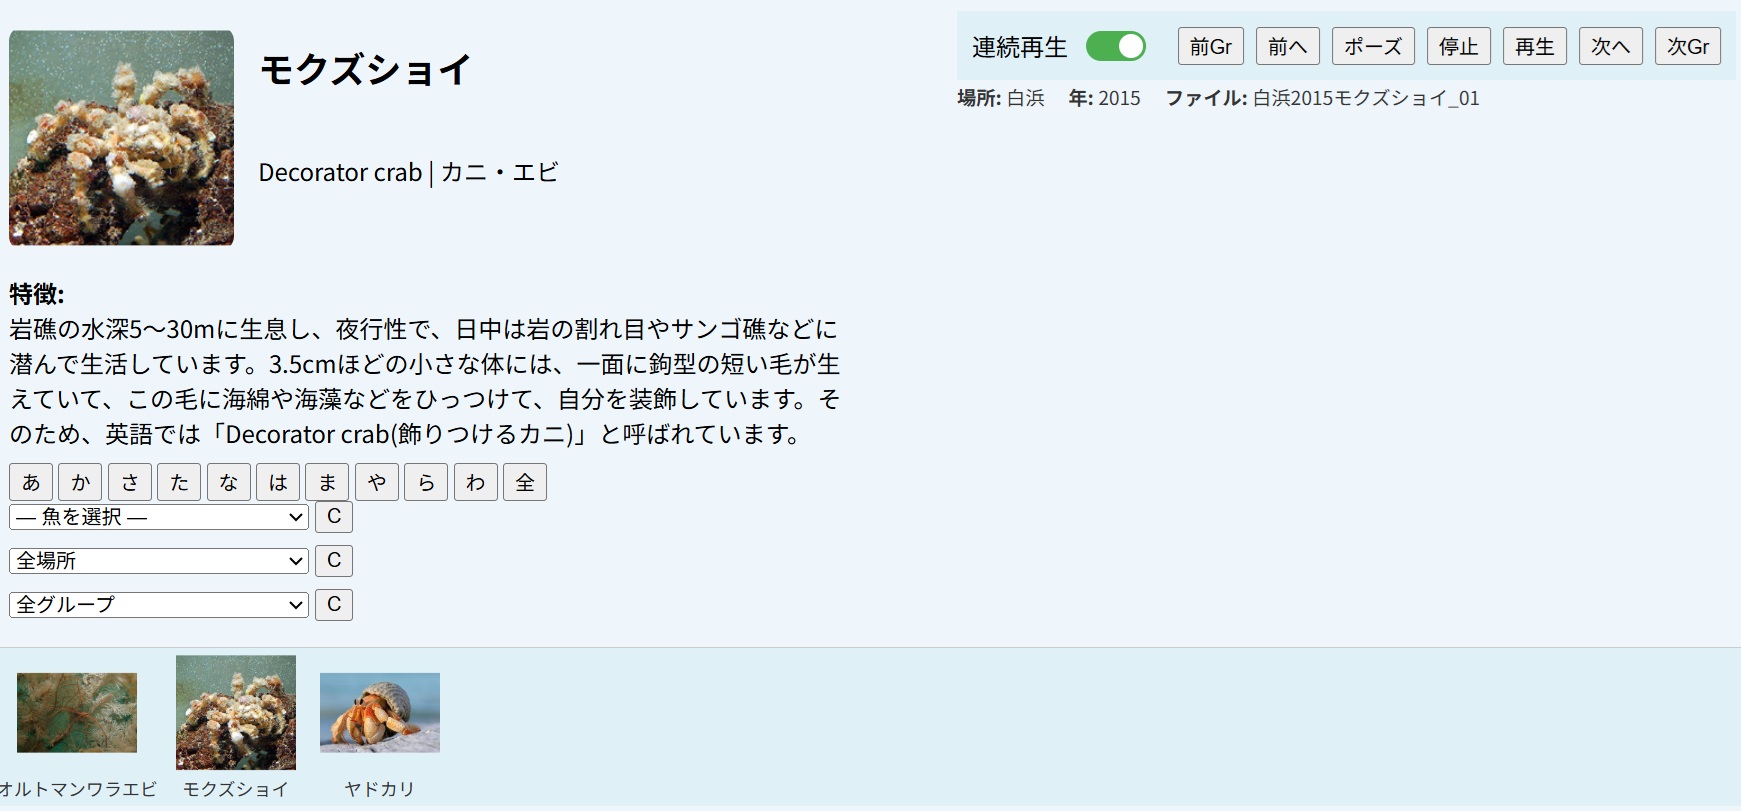 モクズショイ
Decorator crab | カニ・エビ
連続再生 前Gr 前へ ポーズ 停止 再生 次へ 次Gr
場所: 白浜 年: 2015 ファイル: 白浜2015モクズショイ_01
特徴:
岩礁の水深5～30mに生息し、夜行性で、日中は岩の割れ目やサンゴ礁などに
潜んで生活しています。3.5cmほどの小さな体には、一面に鉤型の短い毛が生
えていて、この毛に海綿や海藻などをひっつけて、自分を装飾しています。そ
のため、英語では「Decorator crab(飾りつけるカニ)」と呼ばれています。
あ か さ た な は ま や ら わ 全
— 魚を選択 — C
全場所 C
全グループ C
オルトマンワラエビ モクズショイ ヤドカリ